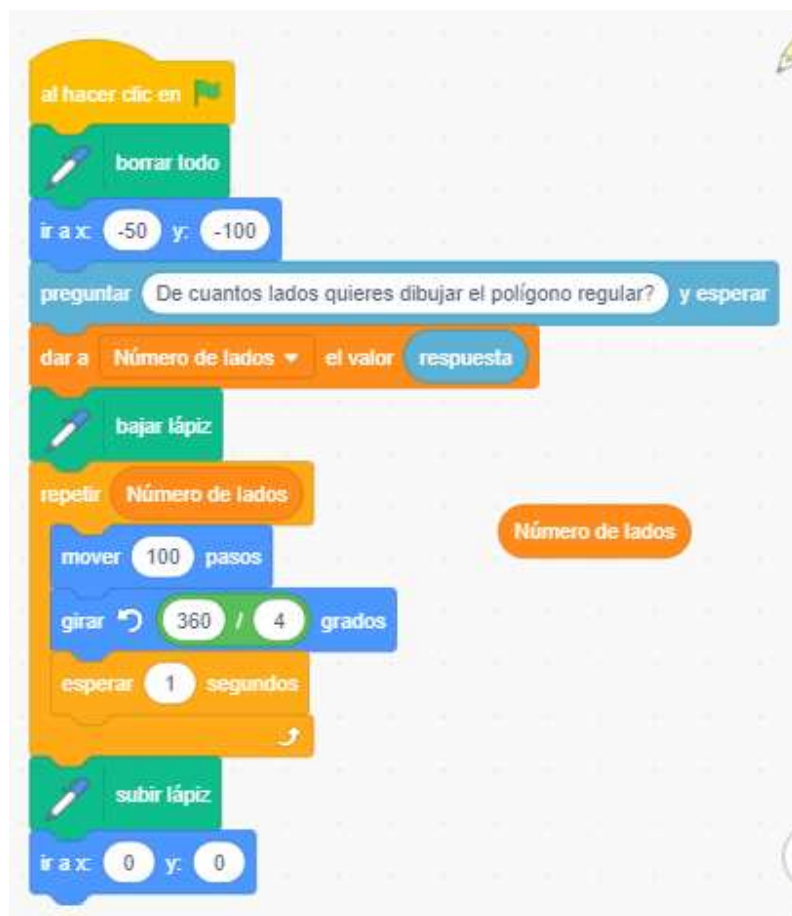 al hacer clic en
borrar todo
ir a x: -50 y: -100
preguntar De cuantos lados quieres dibujar el polígono regular? y esperar
dar a Número de lados el valor respuesta
bajar lápiz
repetir Número de lados
Número de lados
mover 100 pasos
girar 360 / 4 grados
esperar 1 segundos
subir lápiz
ir a x: 0 y: 0